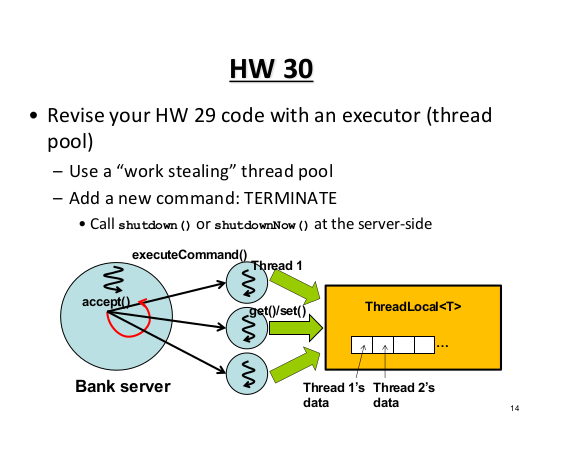 HW 30
• Revise your HW 29 code with an executor (thread
pool)
– Use a “work stealing” thread pool
– Add a new command: TERMINATE
• Call shutdown() or shutdownNow() at the server-side
executeCommand()
Thread 1
accept()
get()/set()
ThreadLocal<T>
...
Bank server
Thread 1’s
data
Thread 2’s
data
14